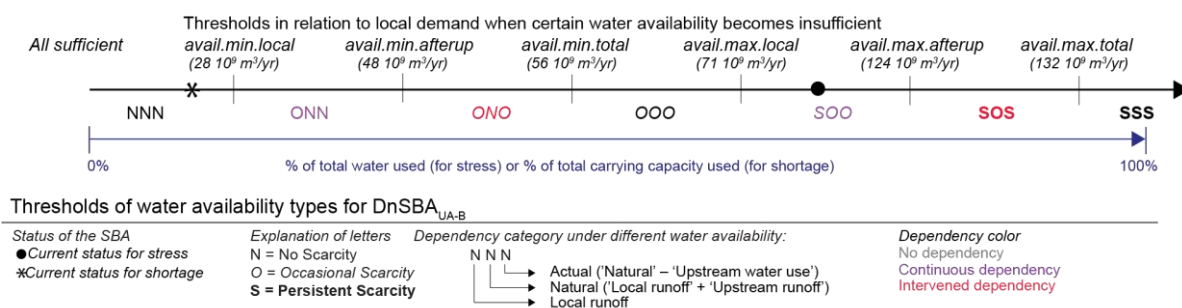 Thresholds in relation to local demand when certain water availability becomes insufficient
All sufficient avail.min.local avail.min.afterup avail.min.total avail.max.local avail.max.afterup avail.max.total
(28 10⁹ m³/yr) (48 10⁹ m³/yr) (56 10⁹ m³/yr) (71 10⁹ m³/yr) (124 10⁹ m³/yr) (132 10⁹ m³/yr)
NNN ONN ONO OOO SOO SOS SSS
0% % of total water used (for stress) or % of total carrying capacity used (for shortage) 100%
Thresholds of water availability types for DnSBA_UA-B
Status of the SBA Explanation of letters Dependency category under different water availability: Dependency color
Current status for stress N = No Scarcity N N N No dependency
Current status for shortage O = Occasional Scarcity Actual ('Natural' – 'Upstream water use') Continuous dependency
S = Persistent Scarcity Natural ('Local runoff' + 'Upstream runoff') Intervened dependency
Local runoff